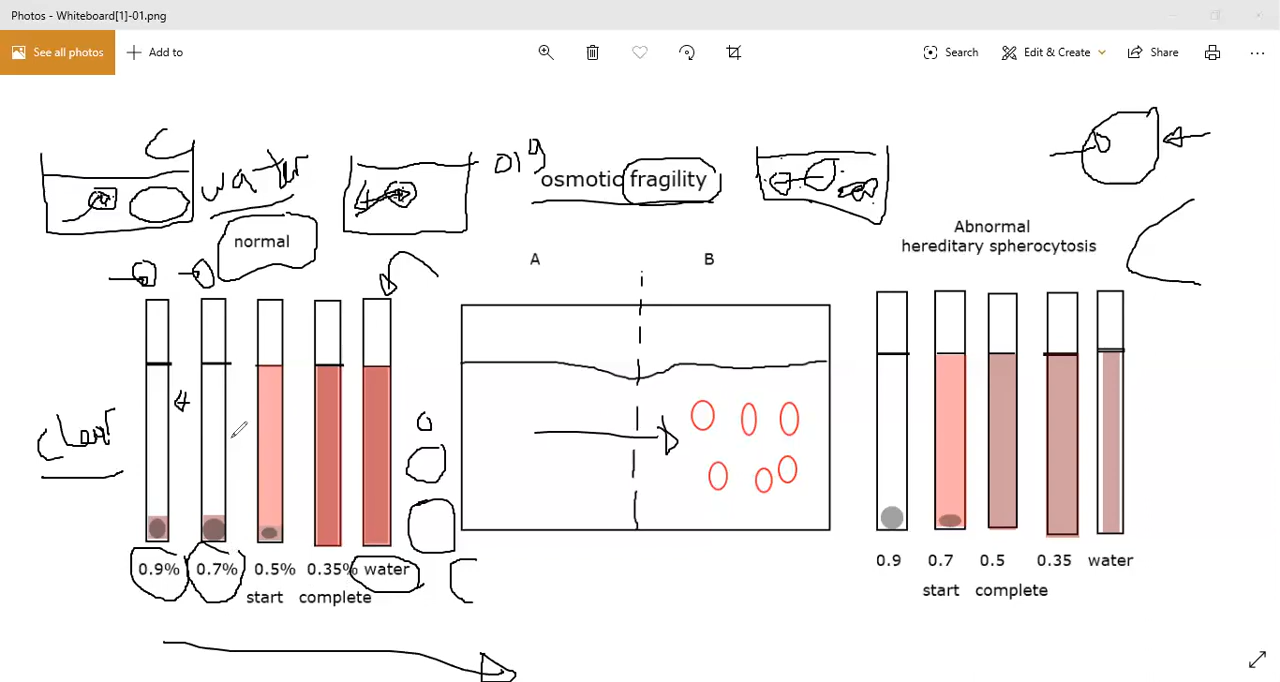 Photos - Whiteboard[1]-01.png
See all photos
Add to
Search
Edit & Create
Share
water
osmotic fragility
normal
Abnormal
hereditary spherocytosis
A
B
clear
0.9%
0.7%
0.5%
0.35%
water
start
complete
0.9
0.7
0.5
0.35
water
start
complete